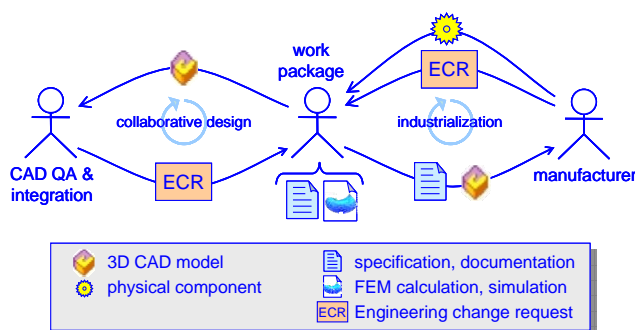 work
package
ECR
collaborative design
industrialization
CAD QA &
integration
ECR
manufacturer
3D CAD model
specification, documentation
physical component
FEM calculation, simulation
ECR
Engineering change request